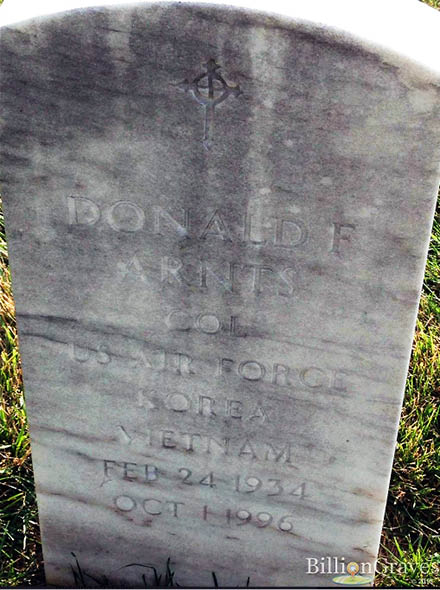 DONALD F
ARNTS
COL
US AIR FORCE
KOREA
VIETNAM
FEB 24 1934
OCT 1 1996
BillionGraves